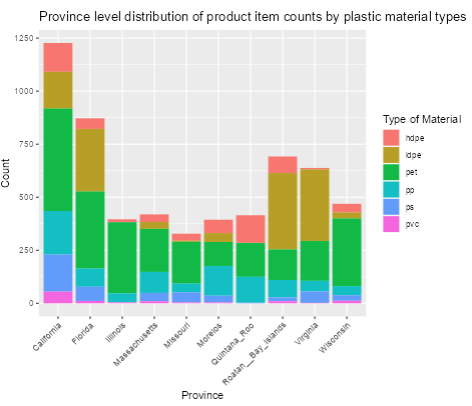 Province level distribution of product item counts by plastic material types
1250
1000
750
500
250
0
Count
California
Florida
Illinois
Massachusetts
Missouri
Morelos
Quintana_Roo
Roatan__Bay_Islands
Virginia
Wisconsin
Province
Type of Material
hdpe
ldpe
pet
pp
ps
pvc